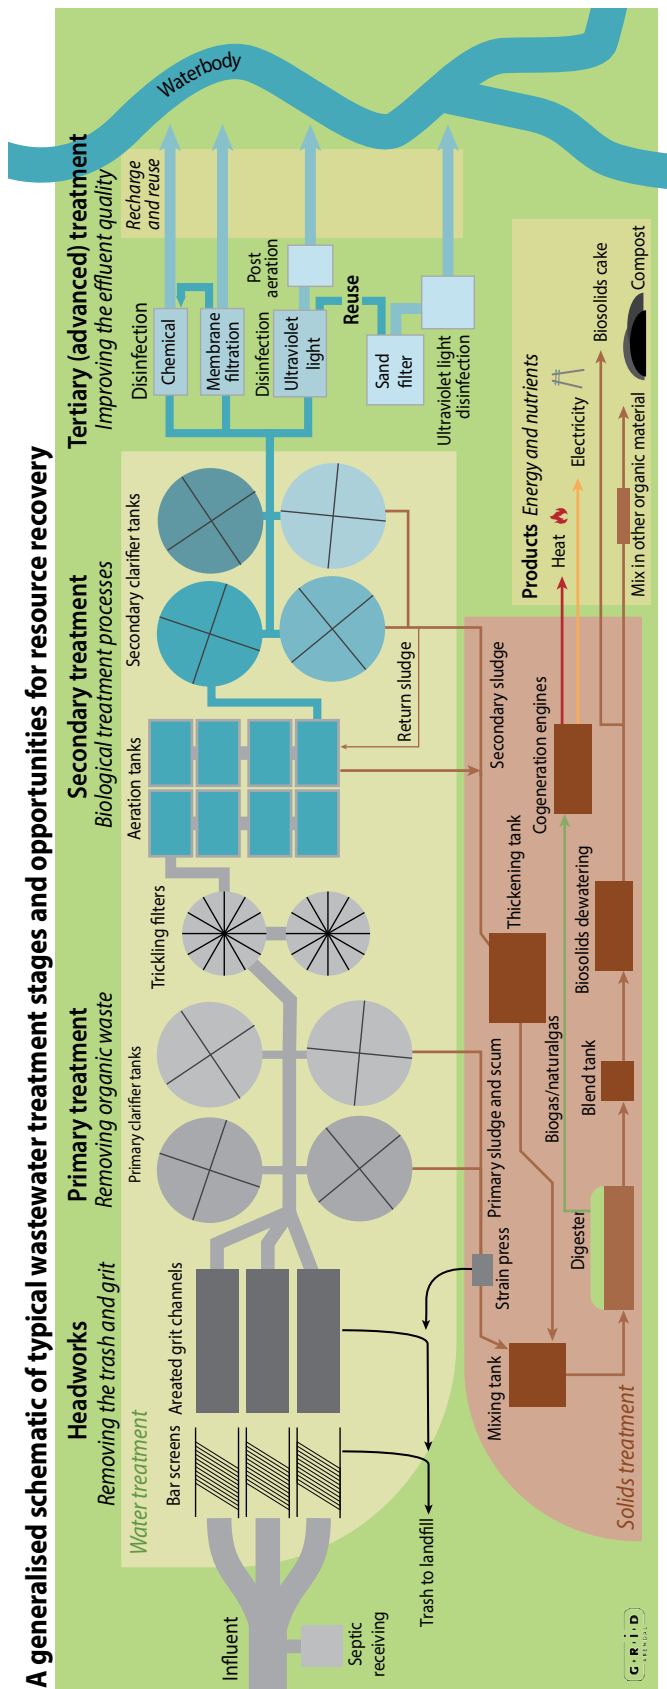 A generalised schematic of typical wastewater treatment stages and opportunities for resource recovery
Headworks
Removing the trash and grit
Primary treatment
Removing organic waste
Secondary treatment
Biological treatment processes
Tertiary (advanced) treatment
Improving the effluent quality
Water treatment
Influent
Septic
receiving
Bar screens
Areated grit channels
Trash to landfill
Primary clarifier tanks
Trickling filters
Aeration tanks
Secondary clarifier tanks
Return sludge
Disinfection
Chemical
Membrane
filtration
Disinfection
Ultraviolet
light
Post
aeration
Reuse
Sand
filter
Ultraviolet light
disinfection
Recharge
and reuse
Waterbody
Solids treatment
Mixing tank
Strain press
Primary sludge and scum
Thickening tank
Secondary sludge
Digester
Biogas/naturalgas
Blend tank
Biosolids dewatering
Cogeneration engines
Products Energy and nutrients
Heat
Electricity
Biosolids cake
Mix in other organic material
Compost
G·R·I·D
ARENDAL